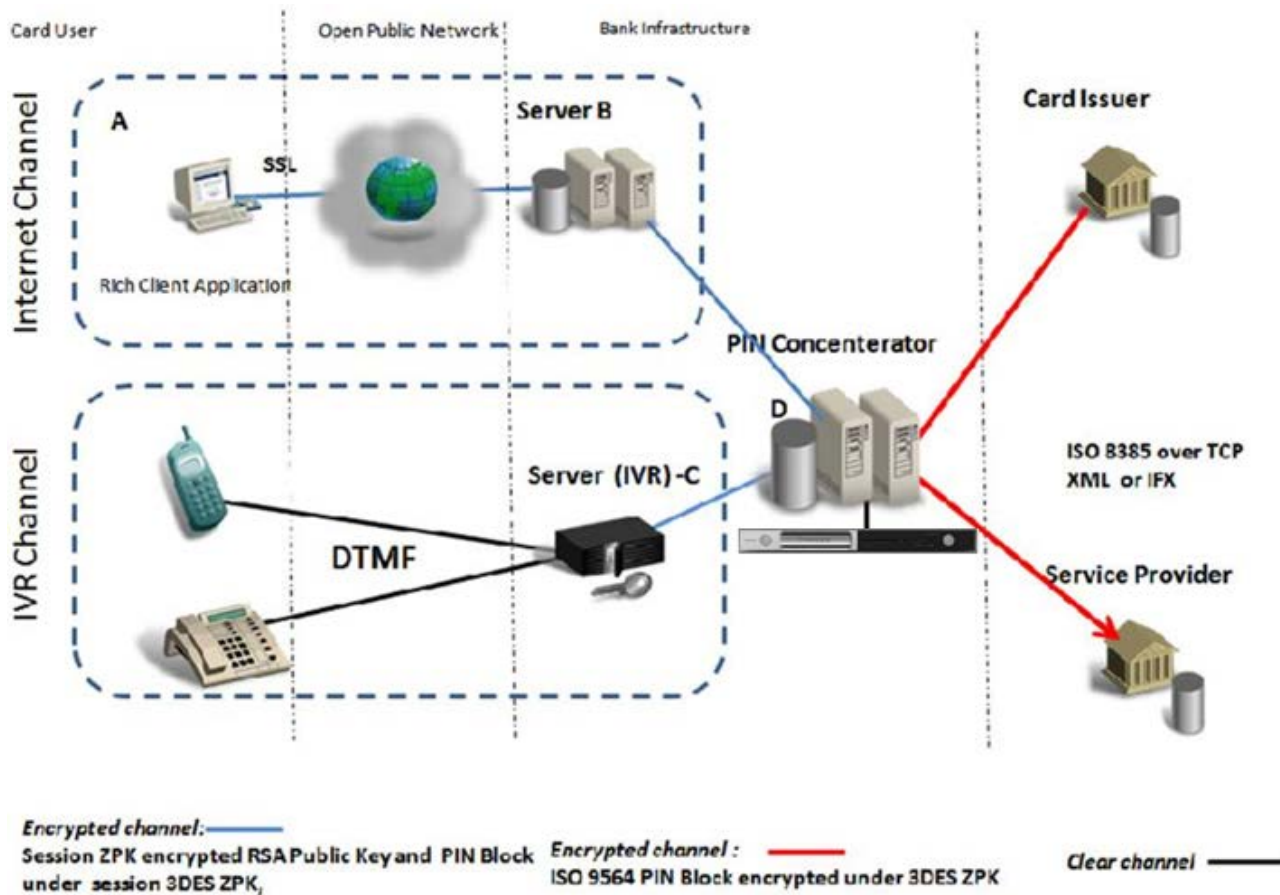 Card User
Open Public Network
Bank Infrastructure
Internet Channel
A
SSL
Server B
Card Issuer
Rich Client Application
PIN Concenterator
D
IVR Channel
DTMF
Server (IVR) -C
ISO 8385 over TCP
XML or IFX
Service Provider
Encrypted channel:
Session ZPK encrypted RSA Public Key and PIN Block
under session 3DES ZPK,
Encrypted channel :
ISO 9564 PIN Block encrypted under 3DES ZPK
Clear channel